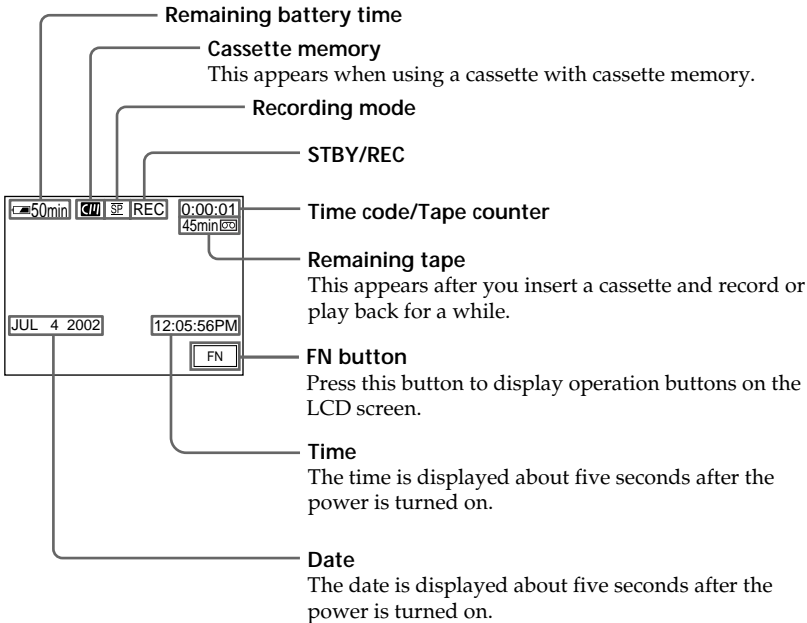 Remaining battery time
Cassette memory
This appears when using a cassette with cassette memory.
Recording mode
STBY/REC
50min SP REC 0:00:01
Time code/Tape counter
45min
Remaining tape
This appears after you insert a cassette and record or
play back for a while.
JUL 4 2002 12:05:56PM
FN
FN button
Press this button to display operation buttons on the
LCD screen.
Time
The time is displayed about five seconds after the
power is turned on.
Date
The date is displayed about five seconds after the
power is turned on.